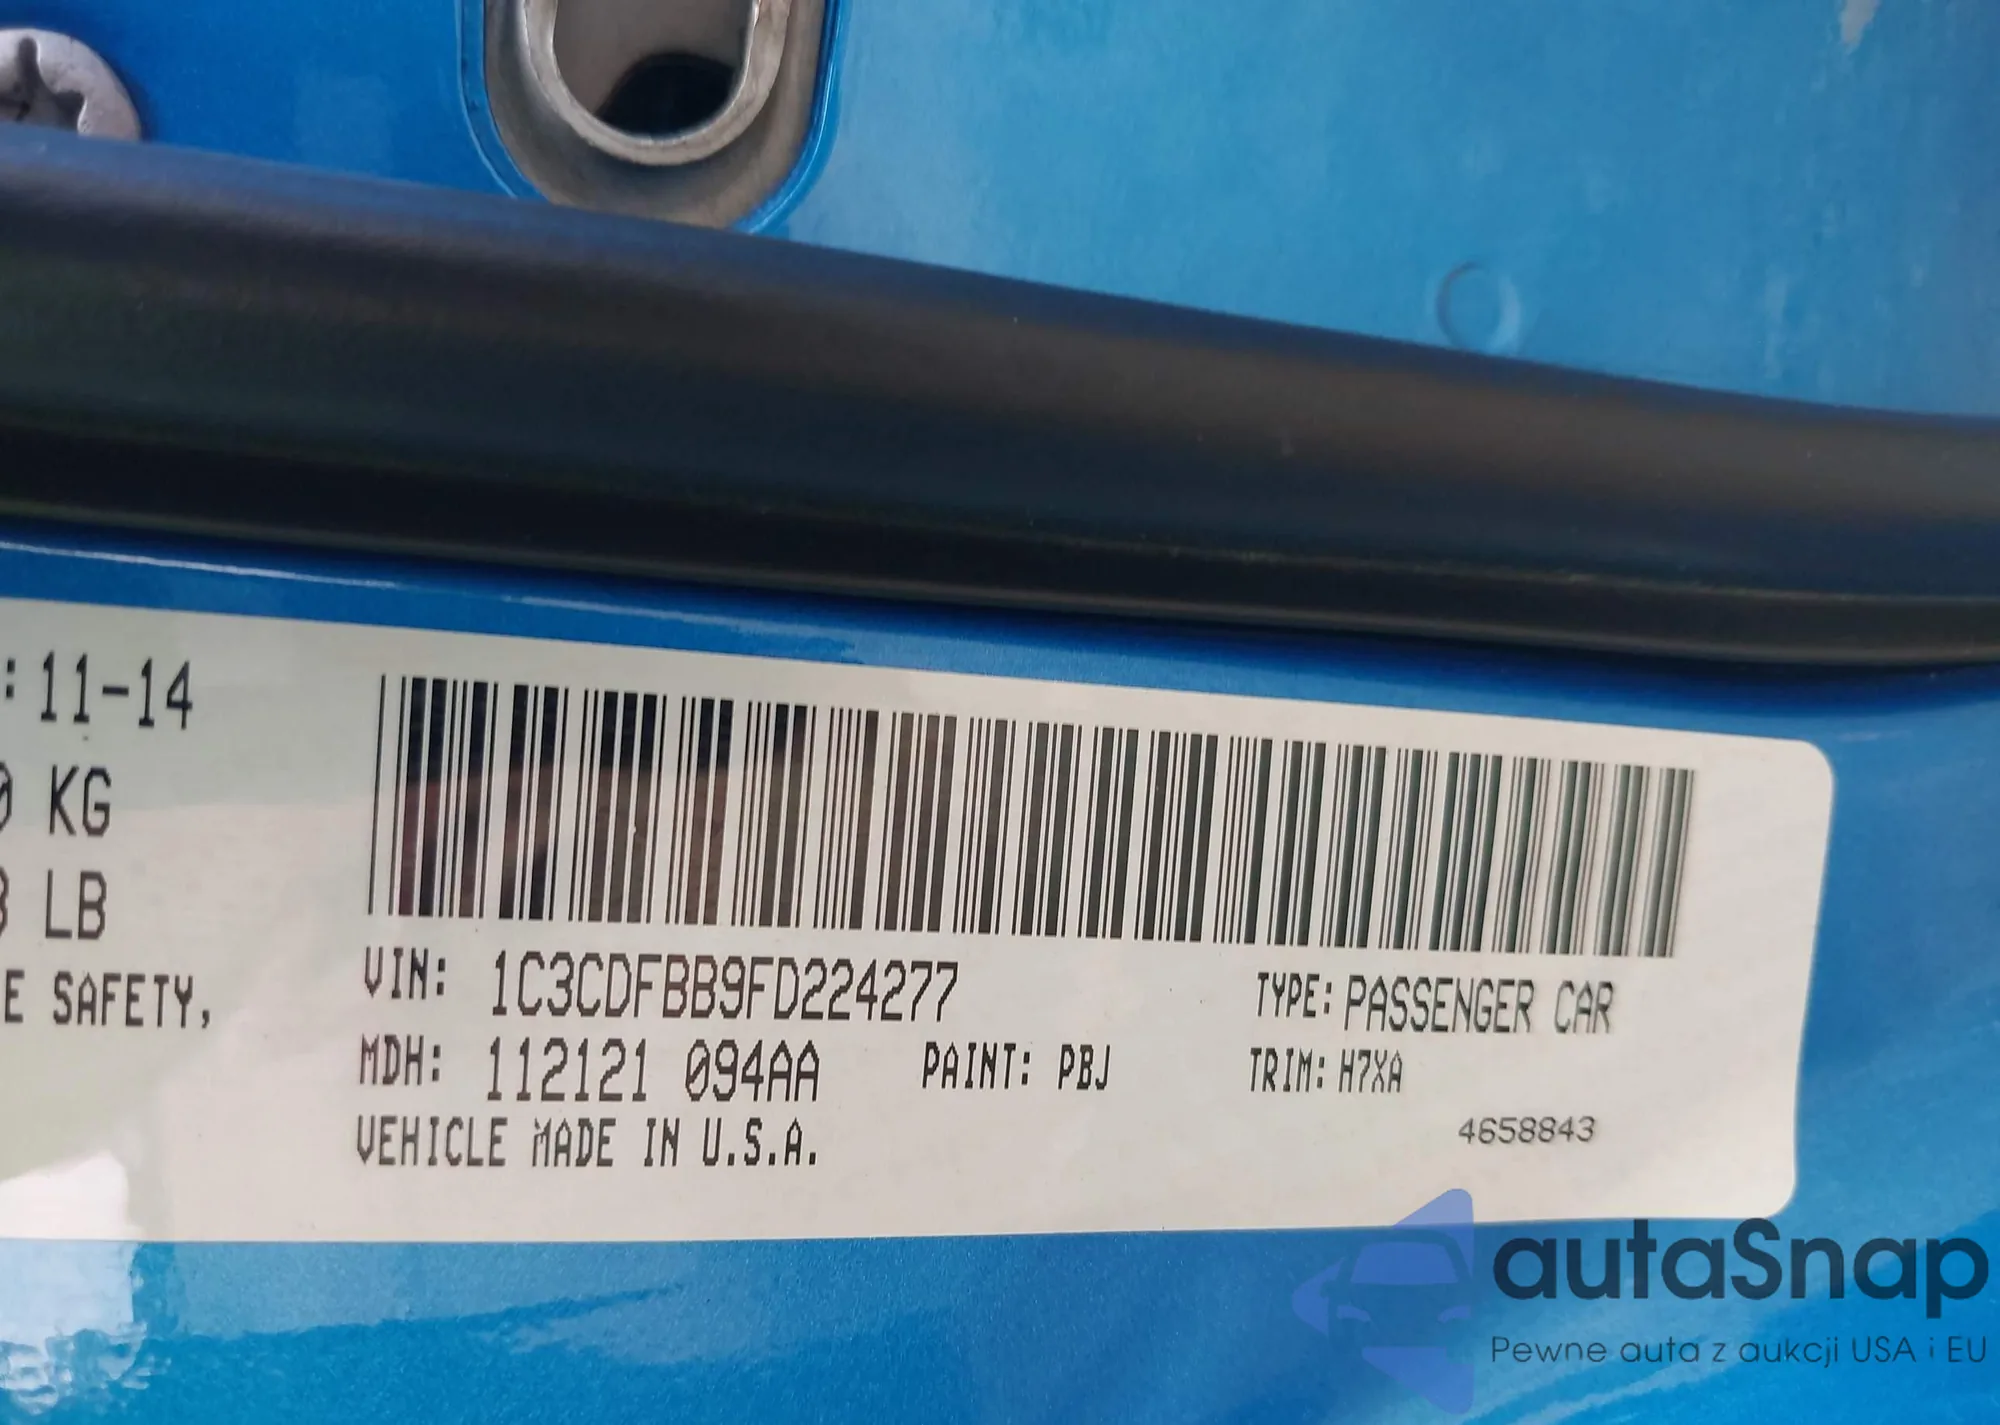 : 11-14
0 KG
LB
E SAFETY,
VIN: 1C3CDFBB9FD224277
TYPE: PASSENGER CAR
MDH: 112121 094AA
PAINT: PBJ
TRIM: H7XA
VEHICLE MADE IN U.S.A.
4658843
autaSnap
Pewne auta z aukcji USA i EU